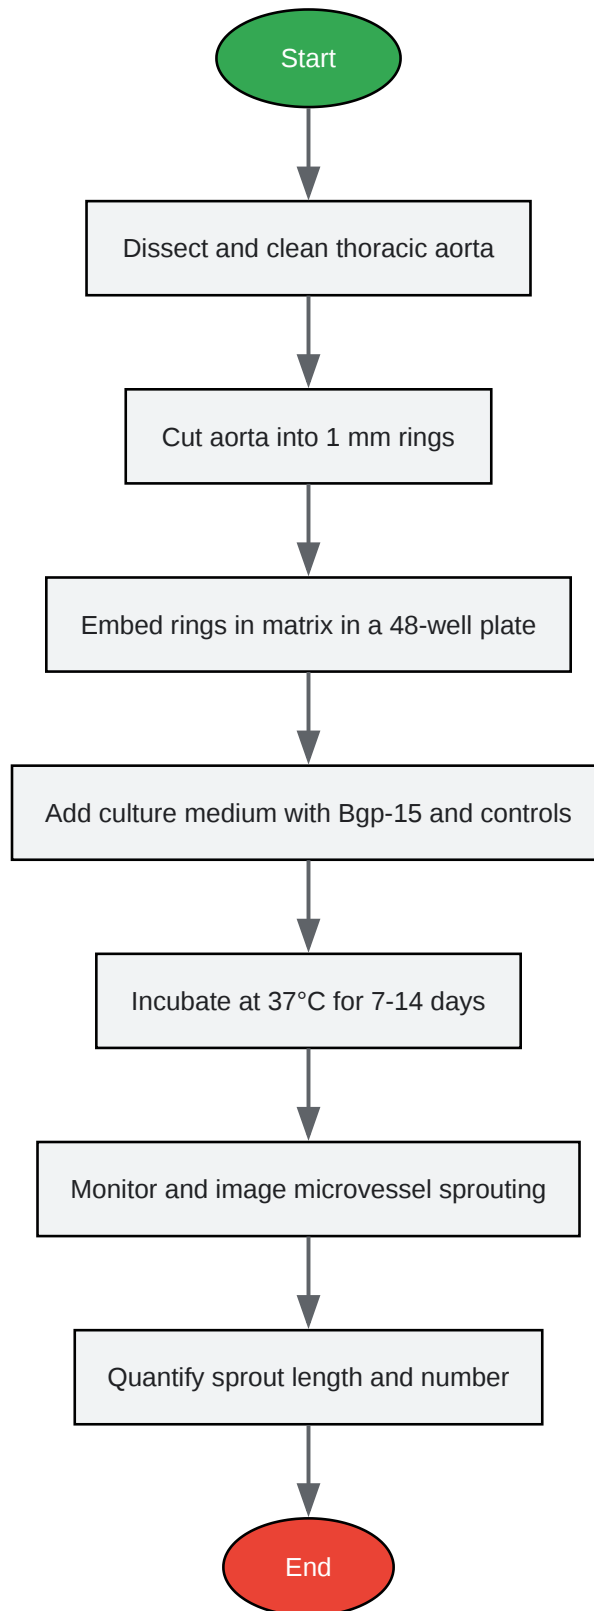 Start
Dissect and clean thoracic aorta
Cut aorta into 1 mm rings
Embed rings in matrix in a 48-well plate
Add culture medium with Bgp-15 and controls
Incubate at 37°C for 7-14 days
Monitor and image microvessel sprouting
Quantify sprout length and number
End